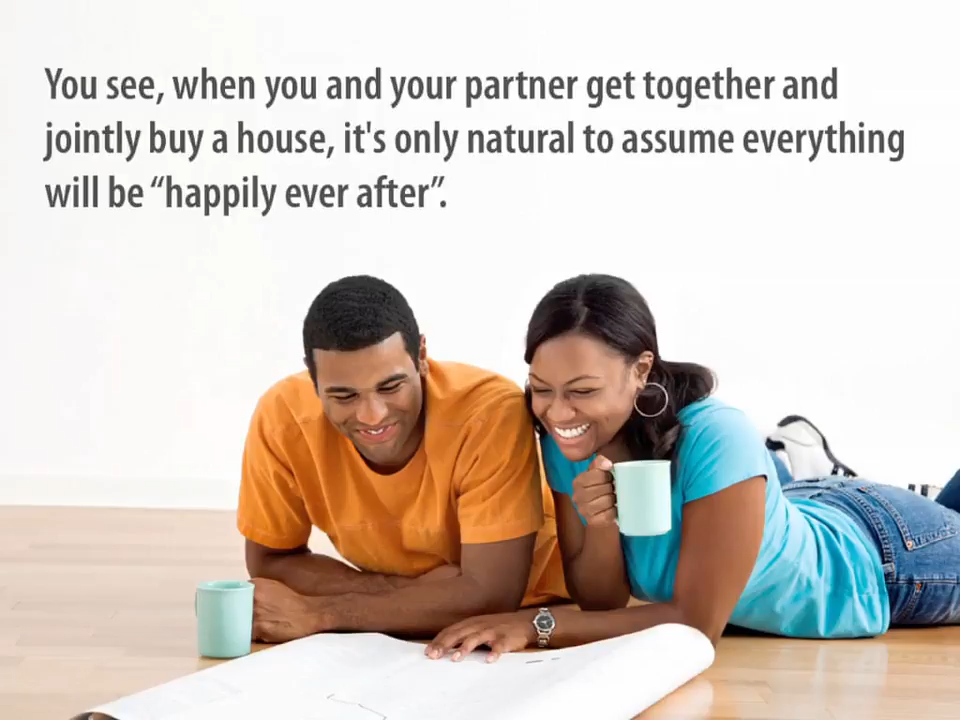 You see, when you and your partner get together and
jointly buy a house, it's only natural to assume everything
will be “happily ever after”.